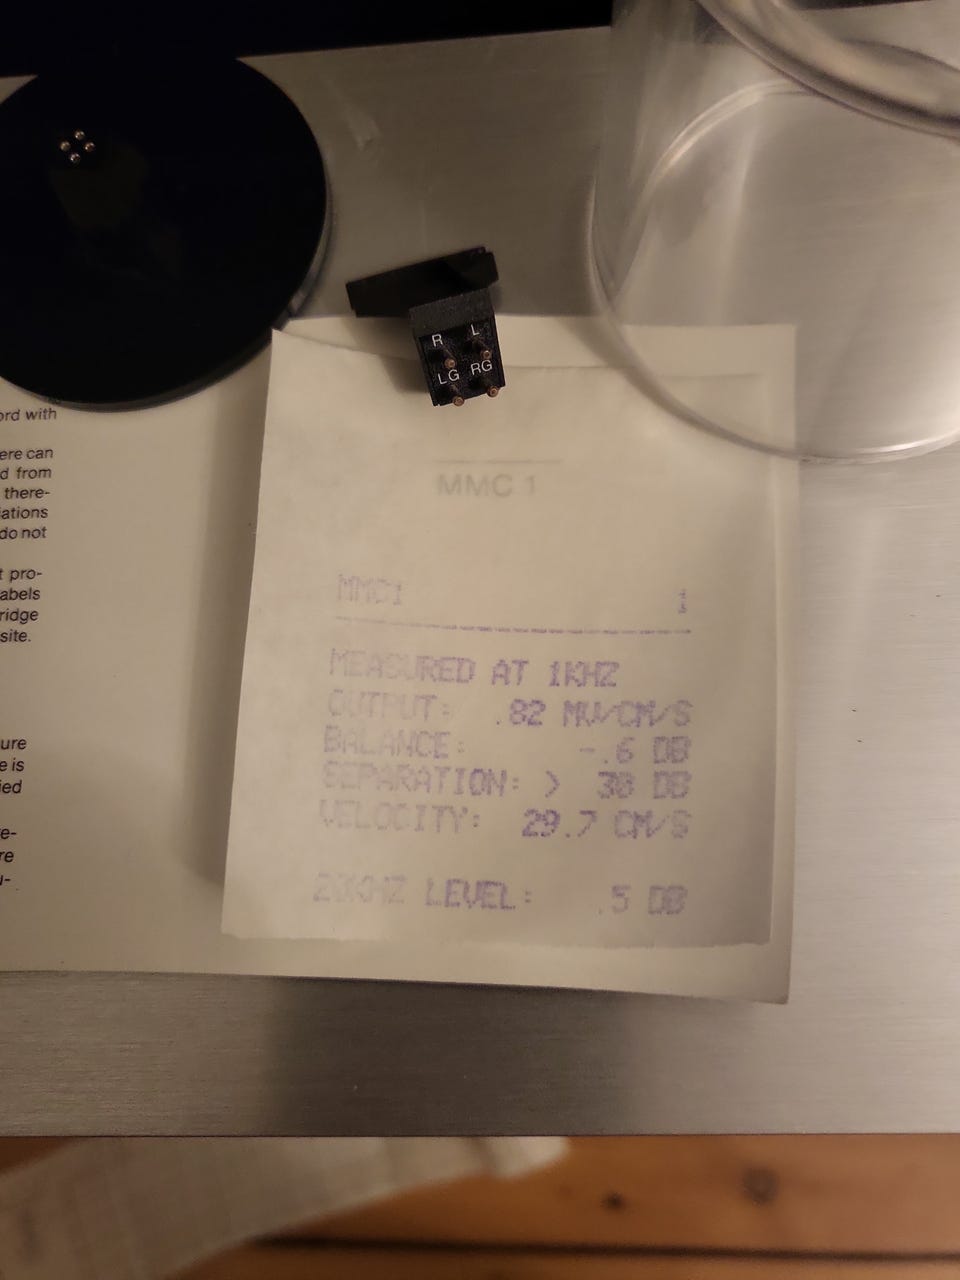 R L
LG RG
MMC 1
MMC1 1
MEASURED AT 1KHZ
OUTPUT: .82 MV/CM/S
BALANCE: -.6 DB
SEPARATION: > 30 DB
VELOCITY: 29.7 CM/S
20KHZ LEVEL: .5 DB
ord with
ere can
d from
there-
ations
do not
t pro-
abels
ridge
site.
ure
e is
ied
e-
re